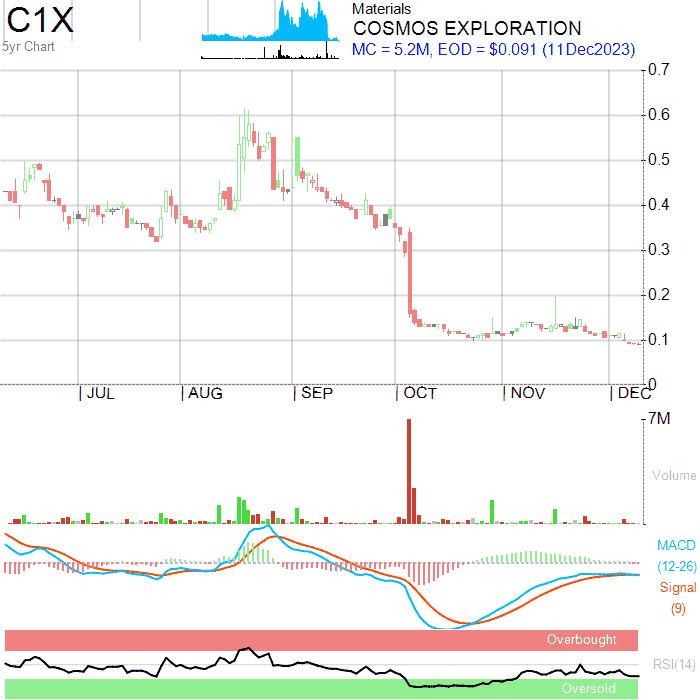 C1X
5yr Chart
Materials
COSMOS EXPLORATION
MC = 5.2M, EOD = $0.091 (11Dec2023)
0.7
0.6
0.5
0.4
0.3
0.2
0.1
0
| JUL | AUG | SEP | OCT | NOV | DEC
7M
Volume
MACD
(12-26)
Signal
(9)
Overbought
RSI(14)
Oversold